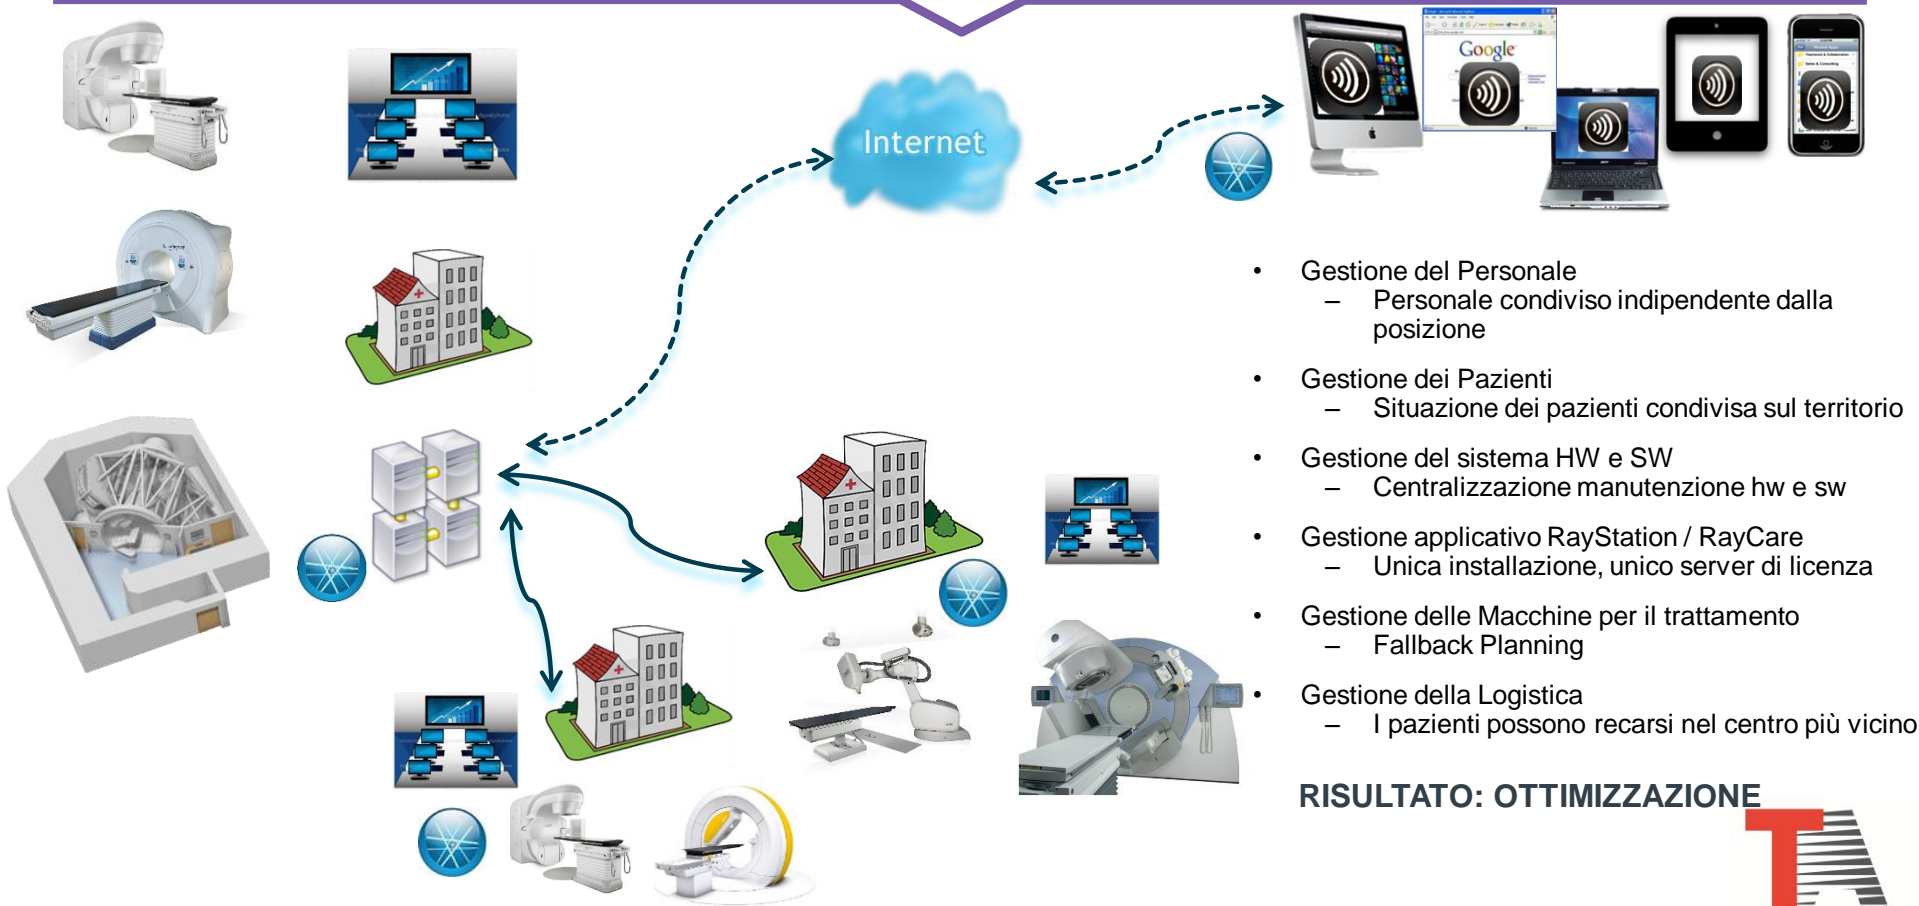 Internet
Google
• Gestione del Personale
– Personale condiviso indipendente dalla
posizione
• Gestione dei Pazienti
– Situazione dei pazienti condivisa sul territorio
• Gestione del sistema HW e SW
– Centralizzazione manutenzione hw e sw
• Gestione applicativo RayStation / RayCare
– Unica installazione, unico server di licenza
• Gestione delle Macchine per il trattamento
– Fallback Planning
• Gestione della Logistica
– I pazienti possono recarsi nel centro più vicino
RISULTATO: OTTIMIZZAZIONE
TA